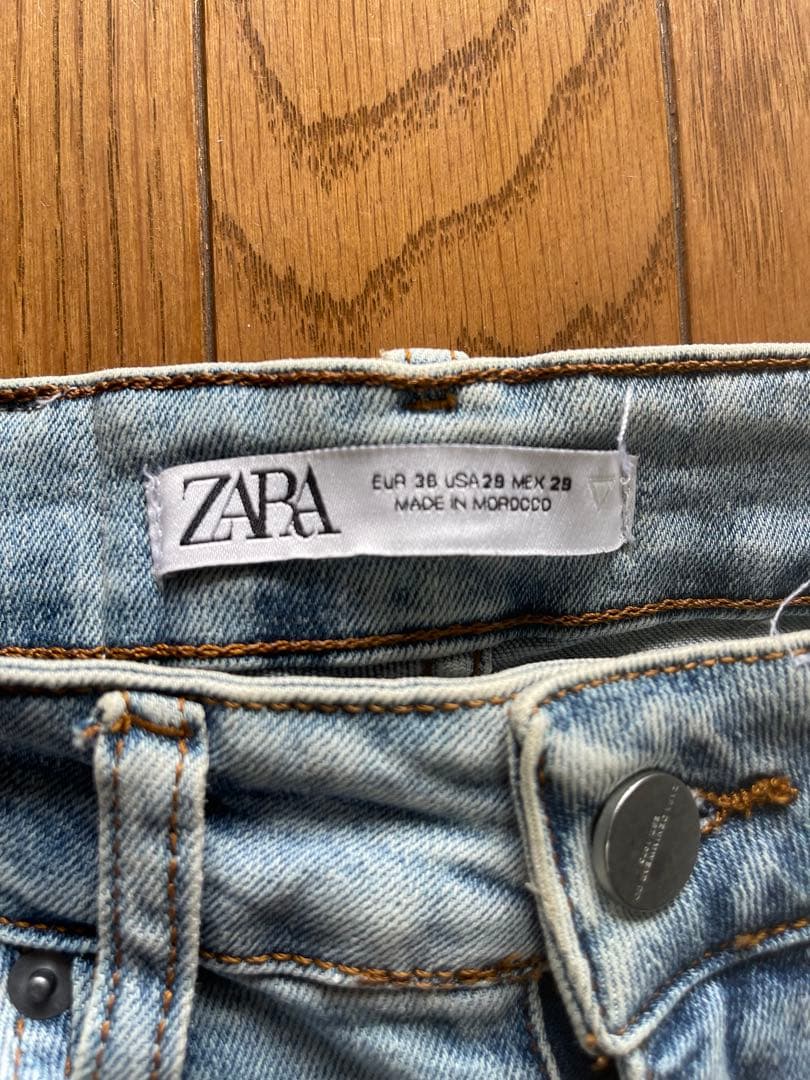 ZARA
EUR 38 USA 29 MEX 29
MADE IN MOROCCO